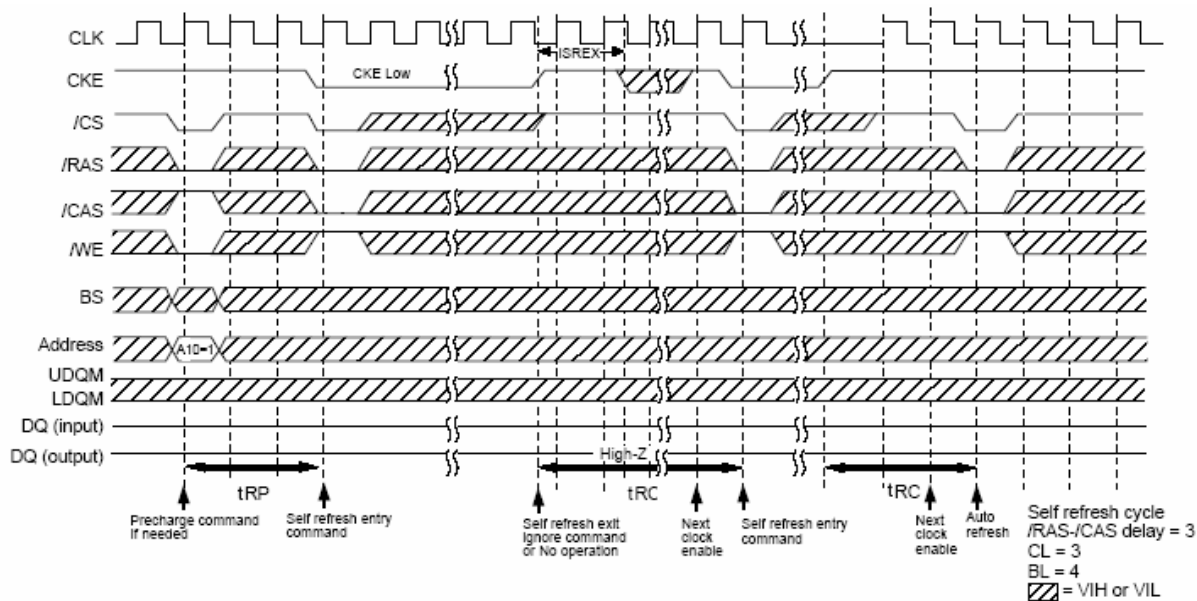 CLK
ISREX
CKE
CKE Low
/CS
/RAS
/CAS
/WE
BS
Address
A10=1
UDQM
LDQM
DQ (input)
DQ (output)
High-Z
tRP
tRC
tRC
Precharge command
If needed
Self refresh entry
command
Self refresh exit
Ignore command
or No operation
Next
clock
enable
Self refresh entry
command
Next
clock
enable
Auto
refresh
Self refresh cycle
/RAS-/CAS delay = 3
CL = 3
BL = 4
= VIH or VIL